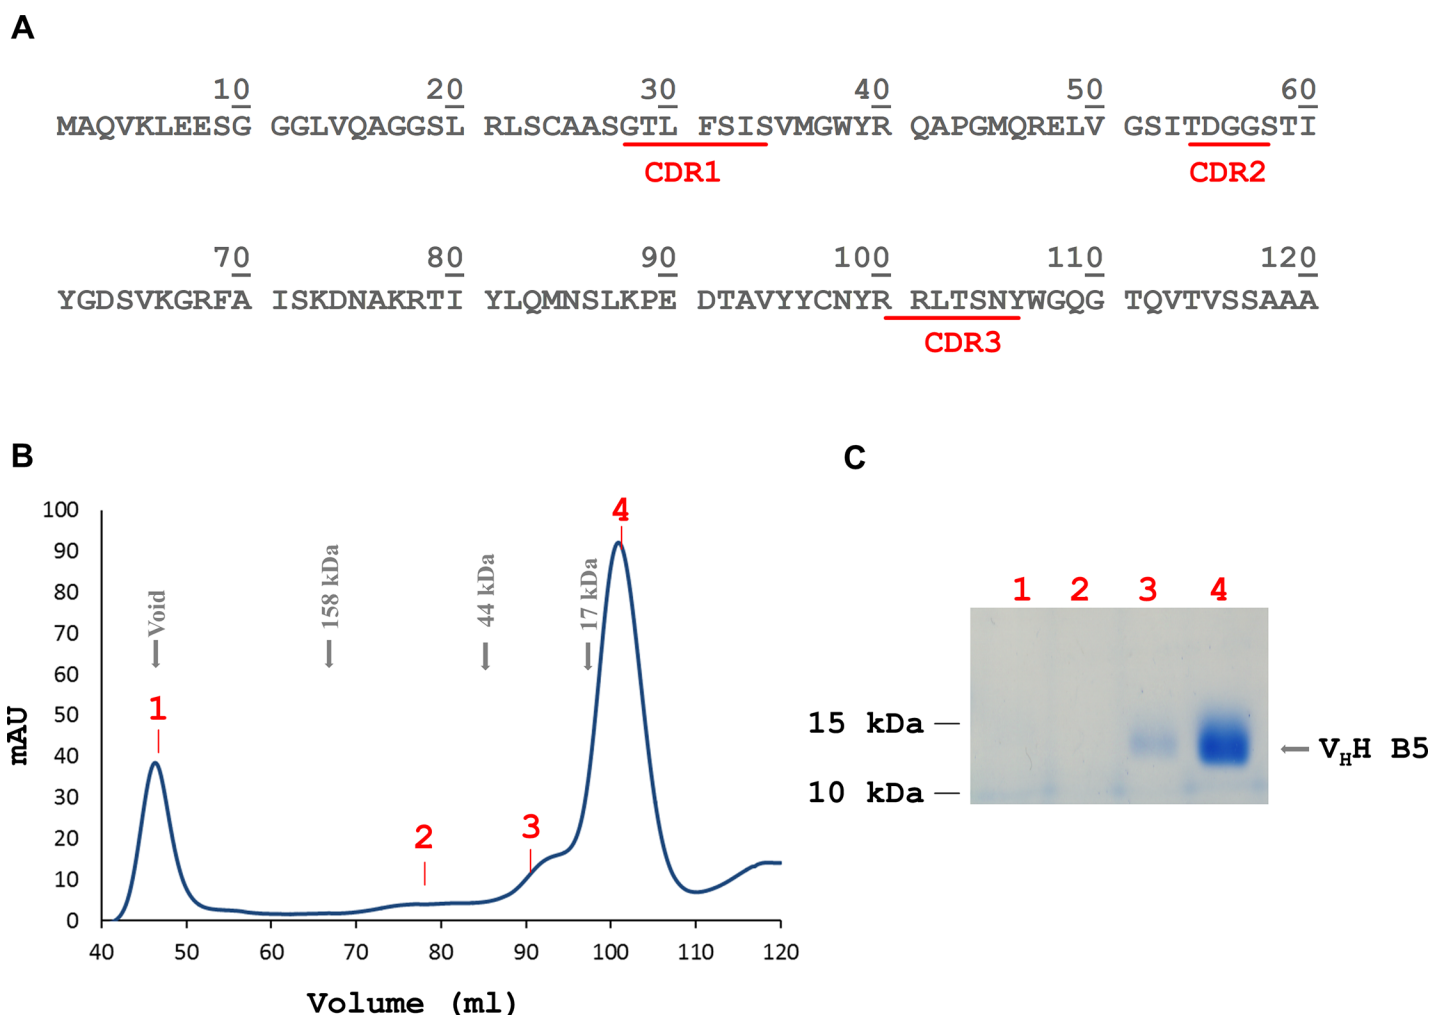 A
10 20 30 40 50 60
MAQVKLEESG GGLVQAGGSL RLSCAASGTL FSISVMGWYR QAPGMQRELV GSITDGGSTI
CDR1 CDR2
70 80 90 100 110 120
YGDSVKGRFA ISKDNAKRTI YLQMNSLKPE DTAVYYCNYR RLTSNYWGQG TQVTVSSAAA
CDR3
B
mAU
100
90
80
70
60
50
40
30
20
10
0
Void
158 kDa
44 kDa
17 kDa
1
2
3
4
40 50 60 70 80 90 100 110 120
Volume (ml)
C
1 2 3 4
15 kDa
10 kDa
VHH B5